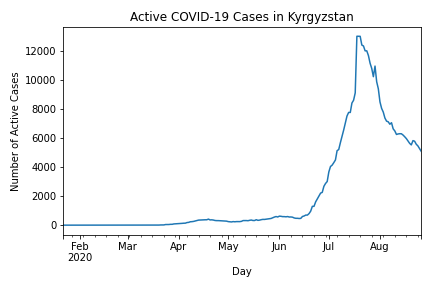 Active COVID-19 Cases in Kyrgyzstan
Number of Active Cases
12000
10000
8000
6000
4000
2000
0
Feb Mar Apr May Jun Jul Aug
2020
Day